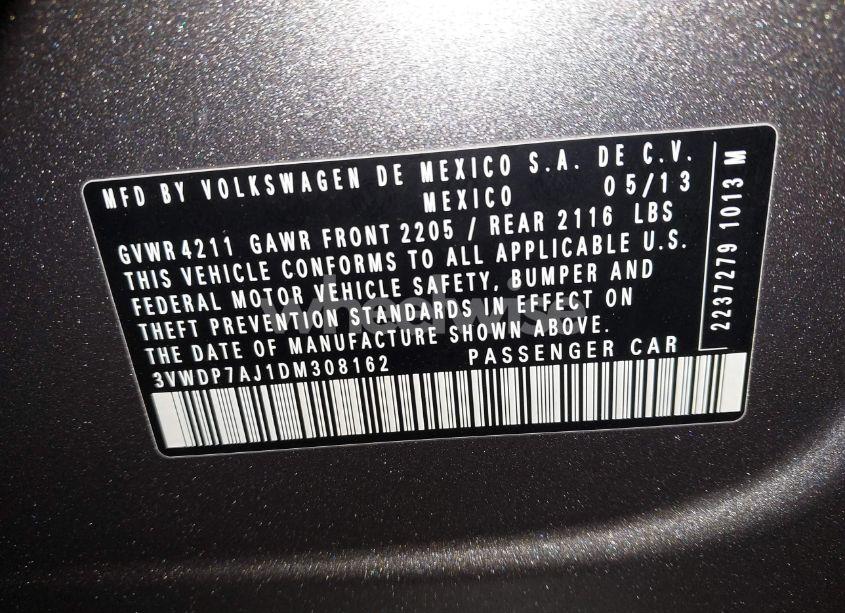 MFD BY VOLKSWAGEN DE MEXICO S.A. DE C.V.
MEXICO 05/13
GVWR 4211 GAWR FRONT 2205 / REAR 2116 LBS
THIS VEHICLE CONFORMS TO ALL APPLICABLE U.S.
FEDERAL MOTOR VEHICLE SAFETY, BUMPER AND
THEFT PREVENTION STANDARDS IN EFFECT ON
THE DATE OF MANUFACTURE SHOWN ABOVE.
3VWDP7AJ1DM308162 PASSENGER CAR
2237279 1013 M
wheelwise